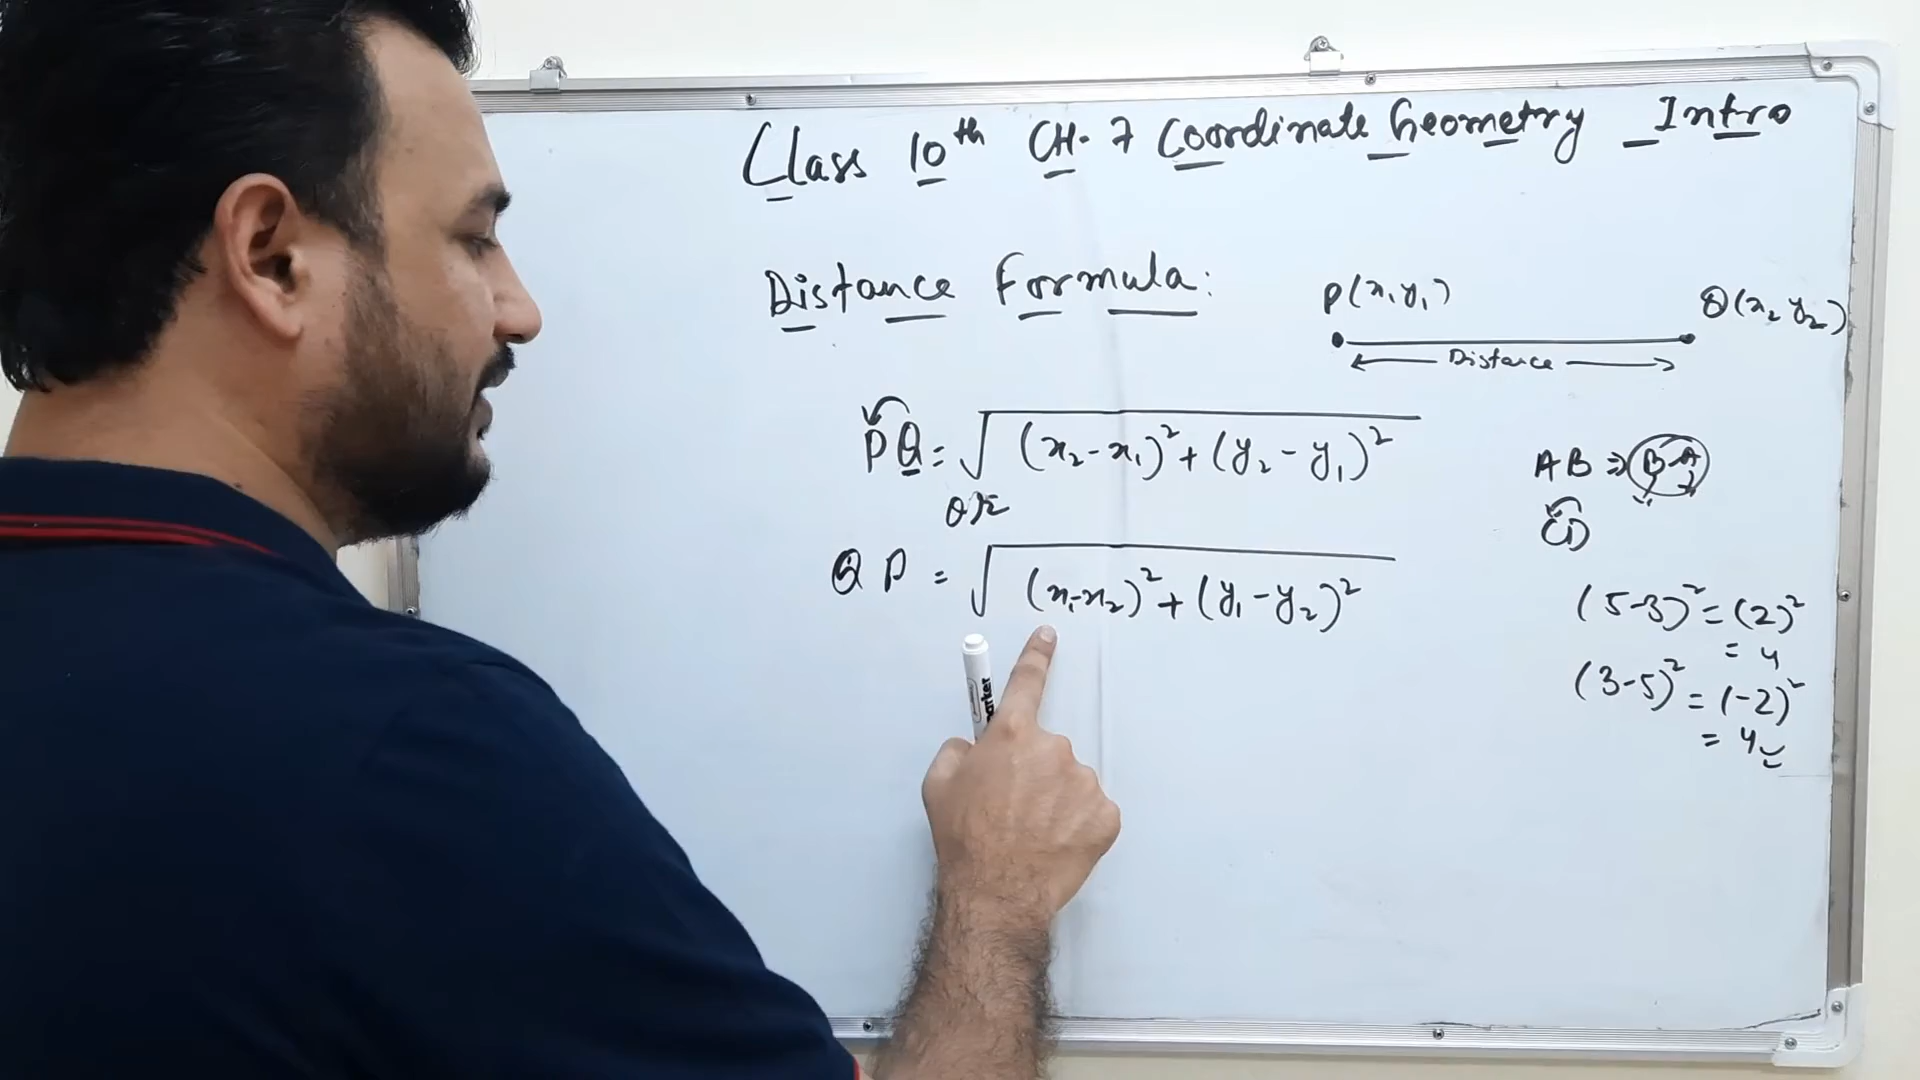 Class 10th CH-7 Coordinate Geometry - Intro
Distance Formula:
P(x₁ y₁)
Q(x₂ y₂)
Distance
PQ = √(x₂-x₁)² + (y₂-y₁)²
OR
QP = √(x₁-x₂)² + (y₁-y₂)²
AB ⇒ B-A
CD
(5-3)² = (2)²
= 4
(3-5)² = (-2)²
= 4
marker